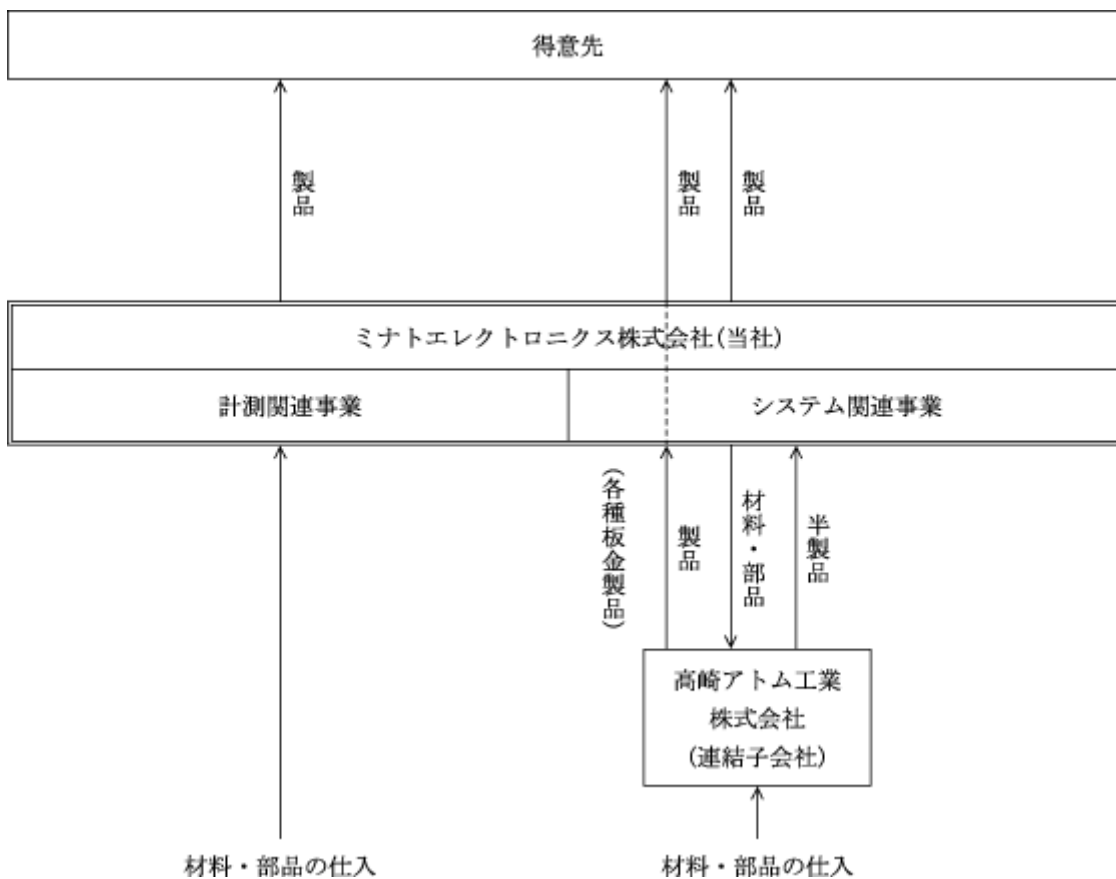 得意先
製品
製品
製品
ミナトエレクトロニクス株式会社(当社)
計測関連事業
システム関連事業
(各種板金製品)
製品
材料・部品
半製品
高崎アトム工業
株式会社
(連結子会社)
材料・部品の仕入
材料・部品の仕入